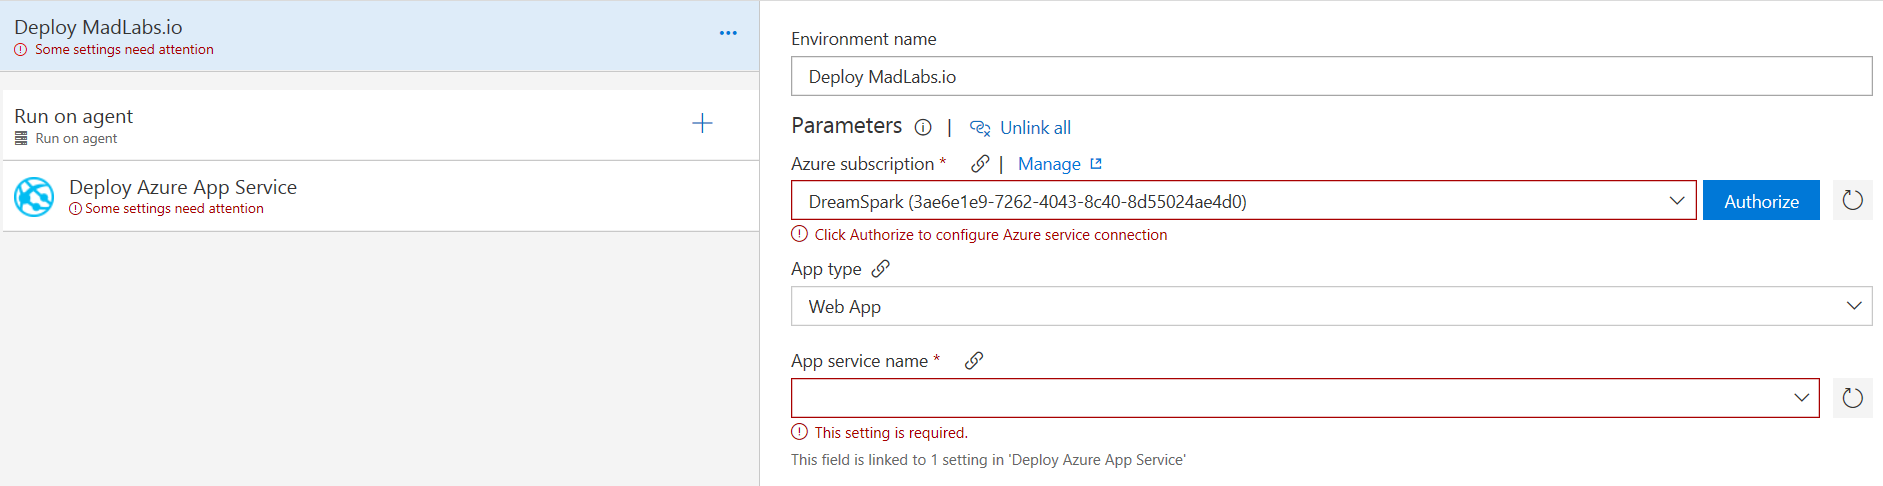 Deploy MadLabs.io
Some settings need attention
Run on agent
Run on agent
Deploy Azure App Service
Some settings need attention
Environment name
Deploy MadLabs.io
Parameters | Unlink all
Azure subscription * | Manage
DreamSpark (3ae6e1e9-7262-4043-8c40-8d55024ae4d0)
Authorize
Click Authorize to configure Azure service connection
App type
Web App
App service name *
This setting is required.
This field is linked to 1 setting in 'Deploy Azure App Service'